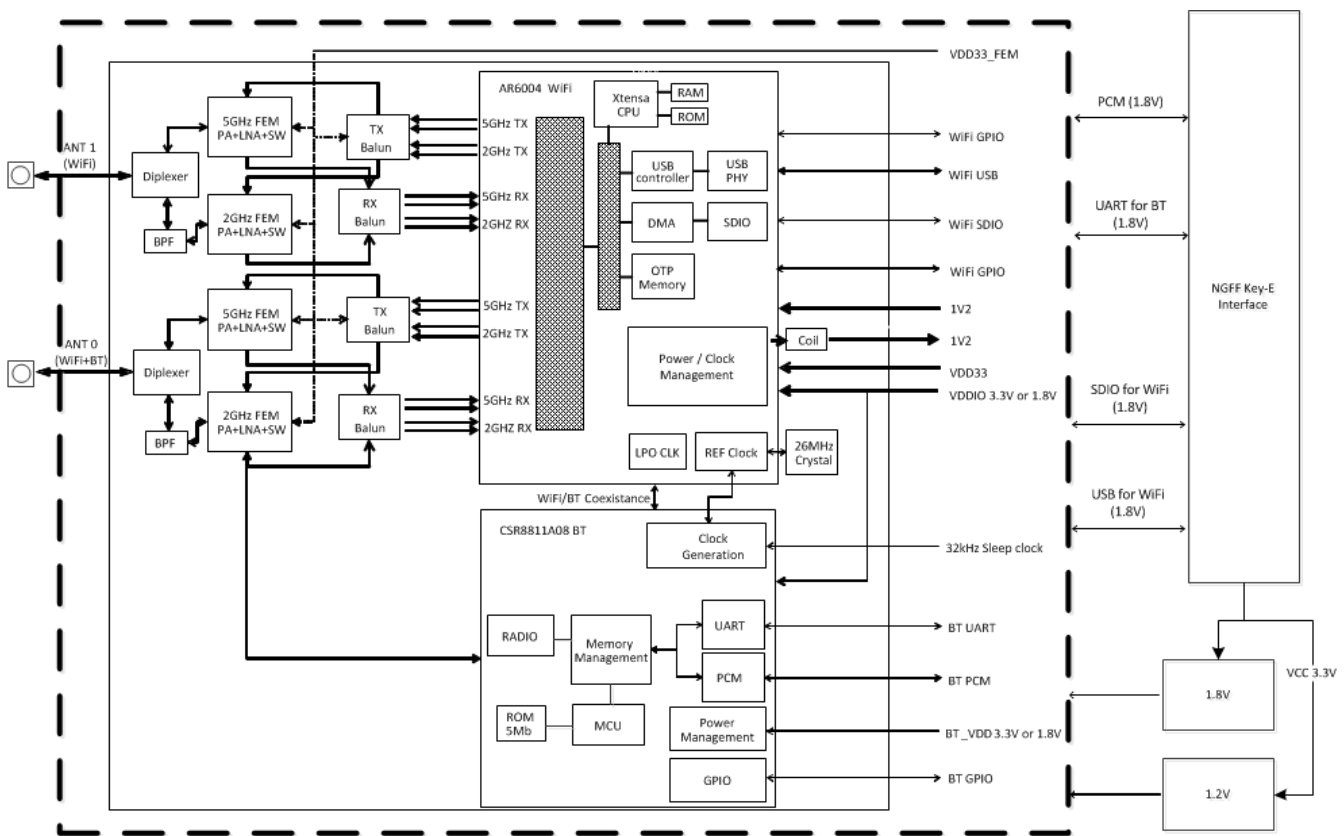 VDD33_FEM
AR6004 WiFi
Xtensa
CPU
RAM
ROM
5GHz FEM
PA+LNA+SW
TX
Balun
5GHz TX
2GHz TX
PCM (1.8V)
WiFi GPIO
ANT 1
(WiFi)
Diplexer
USB
controller
USB
PHY
WiFi USB
5GHz RX
2GHZ RX
RX
Balun
2GHz FEM
PA+LNA+SW
BPF
DMA
SDIO
WiFi SDIO
UART for BT
(1.8V)
OTP
Memory
WiFi GPIO
NGFF Key-E
Interface
5GHz FEM
PA+LNA+SW
TX
Balun
5GHz TX
2GHz TX
1V2
ANT 0
(WiFi+BT)
Diplexer
Power / Clock
Management
Coil
1V2
VDD33
VDDIO 3.3V or 1.8V
SDIO for WiFi
(1.8V)
2GHz FEM
PA+LNA+SW
BPF
RX
Balun
5GHz RX
2GHZ RX
LPO CLK
REF Clock
26MHz
Crystal
WiFi/BT Coexistance
USB for WiFi
(1.8V)
CSR8811A08 BT
Clock
Generation
32kHz Sleep clock
RADIO
Memory
Management
UART
BT UART
PCM
BT PCM
ROM
5Mb
MCU
Power
Management
BT _VDD 3.3V or 1.8V
GPIO
BT GPIO
VCC 3.3V
1.8V
1.2V